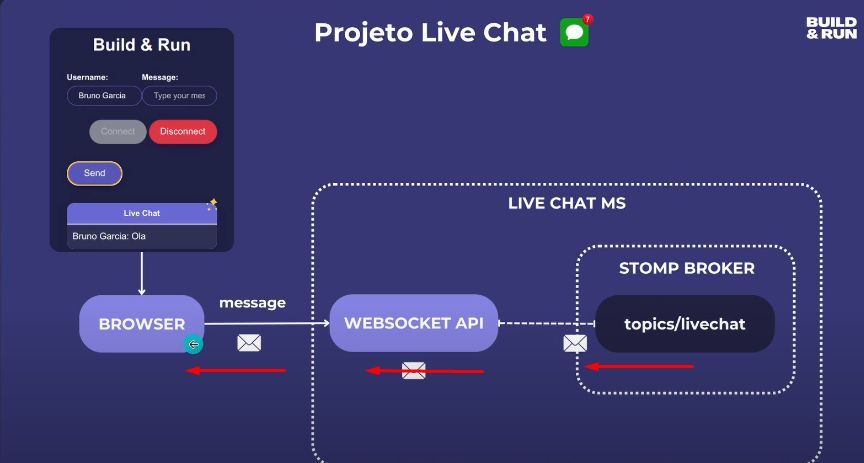 Projeto Live Chat
7
BUILD
& RUN
Build & Run
Username: Message:
Bruno Garcia Type your mes
Connect Disconnect
Send
Live Chat
Bruno Garcia: Ola
LIVE CHAT MS
STOMP BROKER
message
BROWSER
WEBSOCKET API
topics/livechat